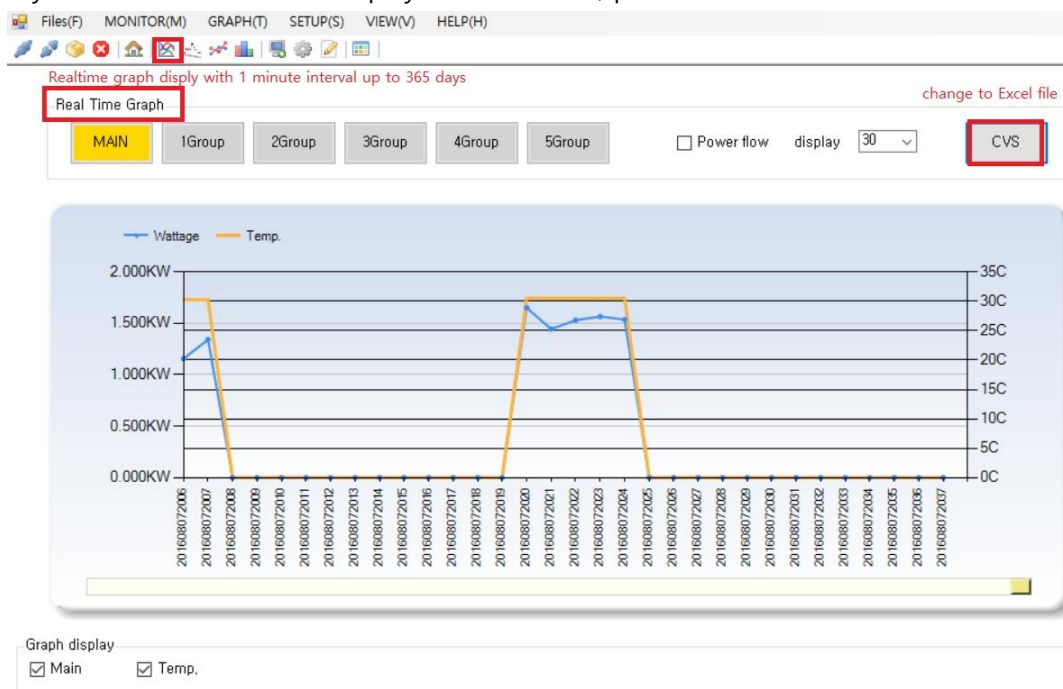 Files(F) MONITOR(M) GRAPH(T) SETUP(S) VIEW(V) HELP(H)
Realtime graph disply with 1 minute interval up to 365 days
change to Excel file
Real Time Graph
MAIN 1Group 2Group 3Group 4Group 5Group Power flow display 30 CVS
Wattage Temp.
2.000KW 35C
30C
1.500KW
25C
1.000KW 20C
15C
0.500KW 10C
5C
0.000KW 0C
201608072006 201608072007 201608072008 201608072009 201608072010 201608072011 201608072012 201608072013 201608072014 201608072015 201608072016 201608072017 201608072018 201608072019 201608072020 201608072021 201608072022 201608072023 201608072024 201608072025 201608072026 201608072027 201608072028 201608072029 201608072030 201608072031 201608072032 201608072033 201608072034 201608072035 201608072036 201608072037
Graph display
Main Temp,